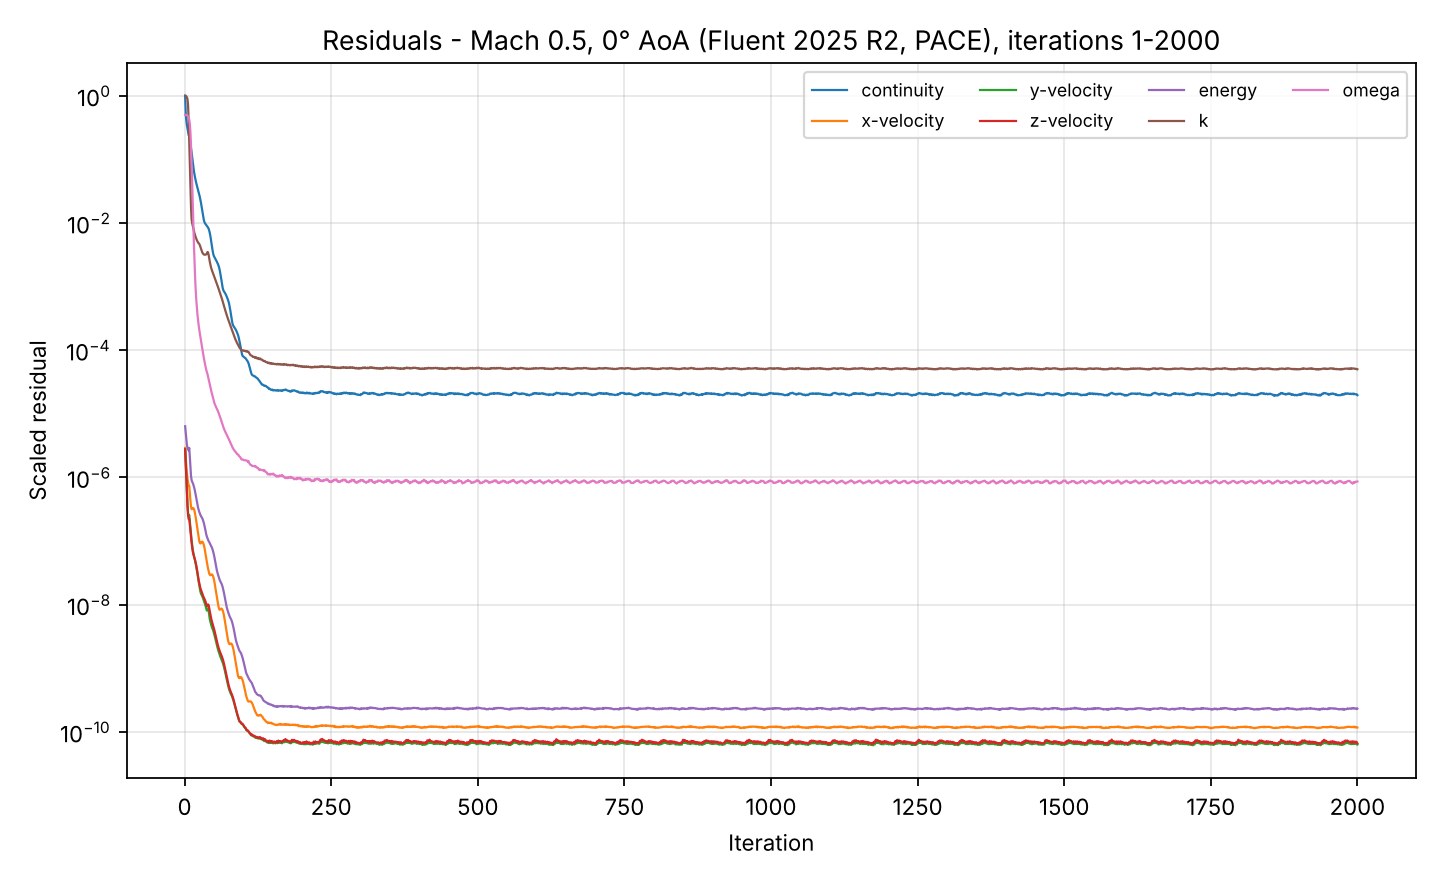 Residuals - Mach 0.5, 0° AoA (Fluent 2025 R2, PACE), iterations 1-2000
continuity y-velocity energy omega
x-velocity z-velocity k
Scaled residual
10⁰
10⁻²
10⁻⁴
10⁻⁶
10⁻⁸
10⁻¹⁰
0 250 500 750 1000 1250 1500 1750 2000
Iteration